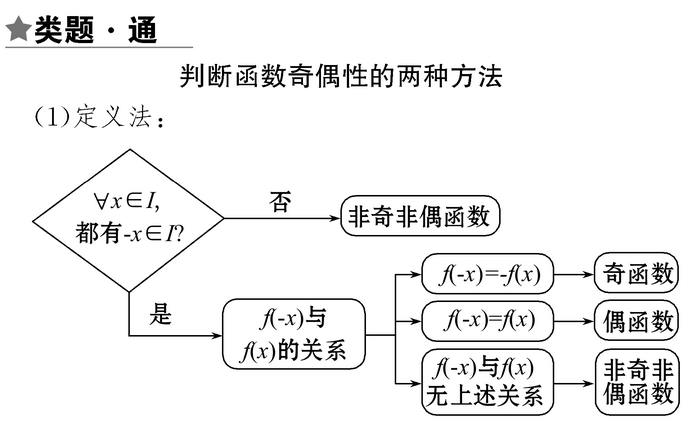 ★类题·通
判断函数奇偶性的两种方法
(1)定义法：
∀x∈I,
都有-x∈I?
否
非奇非偶函数
是
f(-x)与
f(x)的关系
f(-x)=-f(x)
奇函数
f(-x)=f(x)
偶函数
f(-x)与f(x)
无上述关系
非奇非
偶函数